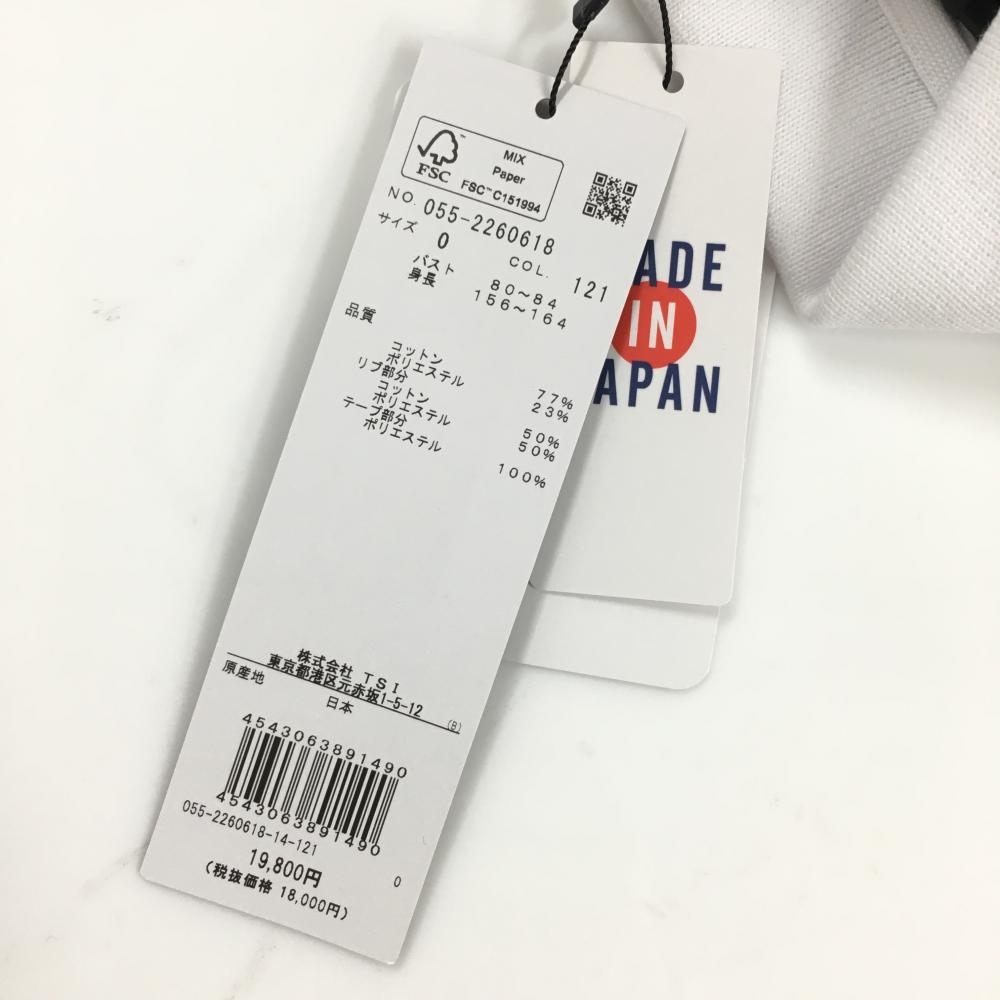 FSC™
MIX
Paper
FSC™ C151994
NO. 055-2260618
サイズ 0 COL. 121
バスト 80～84
身長 156～164
品質
コットン 77%
ポリエステル 23%
リブ部分
コットン 50%
ポリエステル 50%
テープ部分
ポリエステル 100%
株式会社 TSI
東京都港区元赤坂1-5-12
(B)
原産地 日本
4543063891490
4543063891490
055-2260618-14-121
19,800円 0
(税抜価格 18,000円)
ADE
IN
APAN